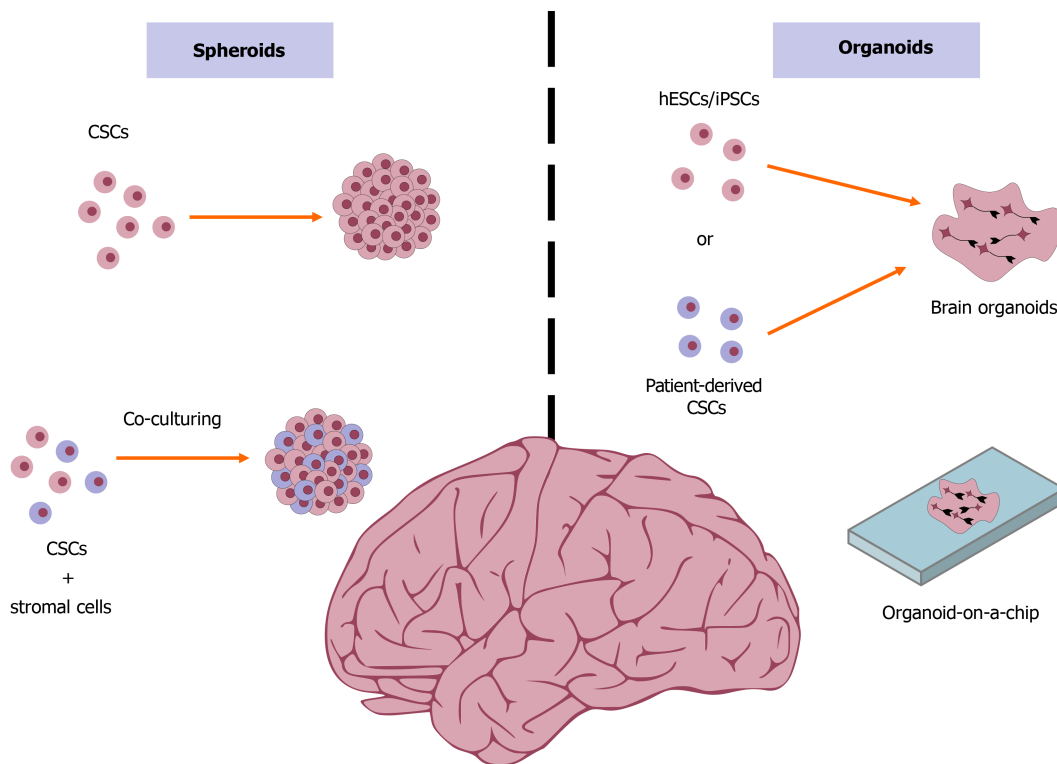 Spheroids
CSCs
Co-culturing
CSCs
+
stromal cells
Organoids
hESCs/iPSCs
or
Patient-derived
CSCs
Brain organoids
Organoid-on-a-chip